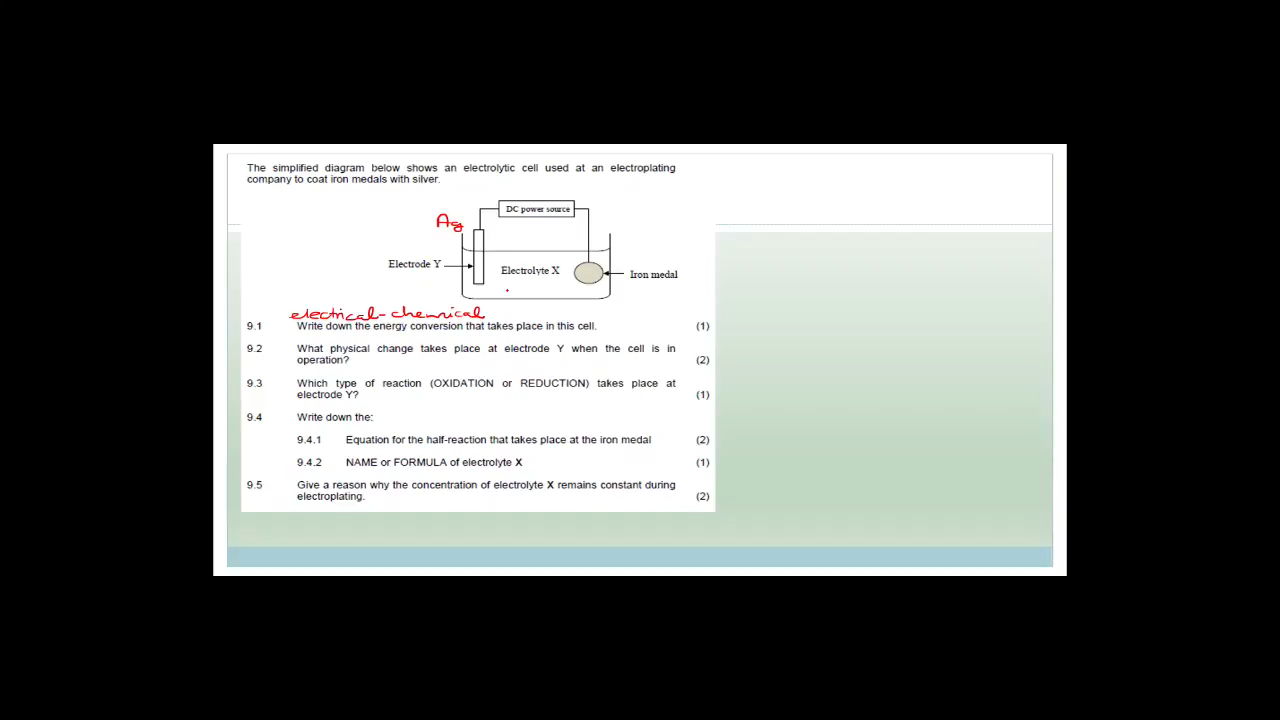 The simplified diagram below shows an electrolytic cell used at an electroplating
company to coat iron medals with silver.
DC power source
Ag
Electrode Y
Electrolyte X
Iron medal
electrical - chemical
9.1 Write down the energy conversion that takes place in this cell. (1)
9.2 What physical change takes place at electrode Y when the cell is in
operation? (2)
9.3 Which type of reaction (OXIDATION or REDUCTION) takes place at
electrode Y? (1)
9.4 Write down the:
9.4.1 Equation for the half-reaction that takes place at the iron medal (2)
9.4.2 NAME or FORMULA of electrolyte X (1)
9.5 Give a reason why the concentration of electrolyte X remains constant during
electroplating. (2)